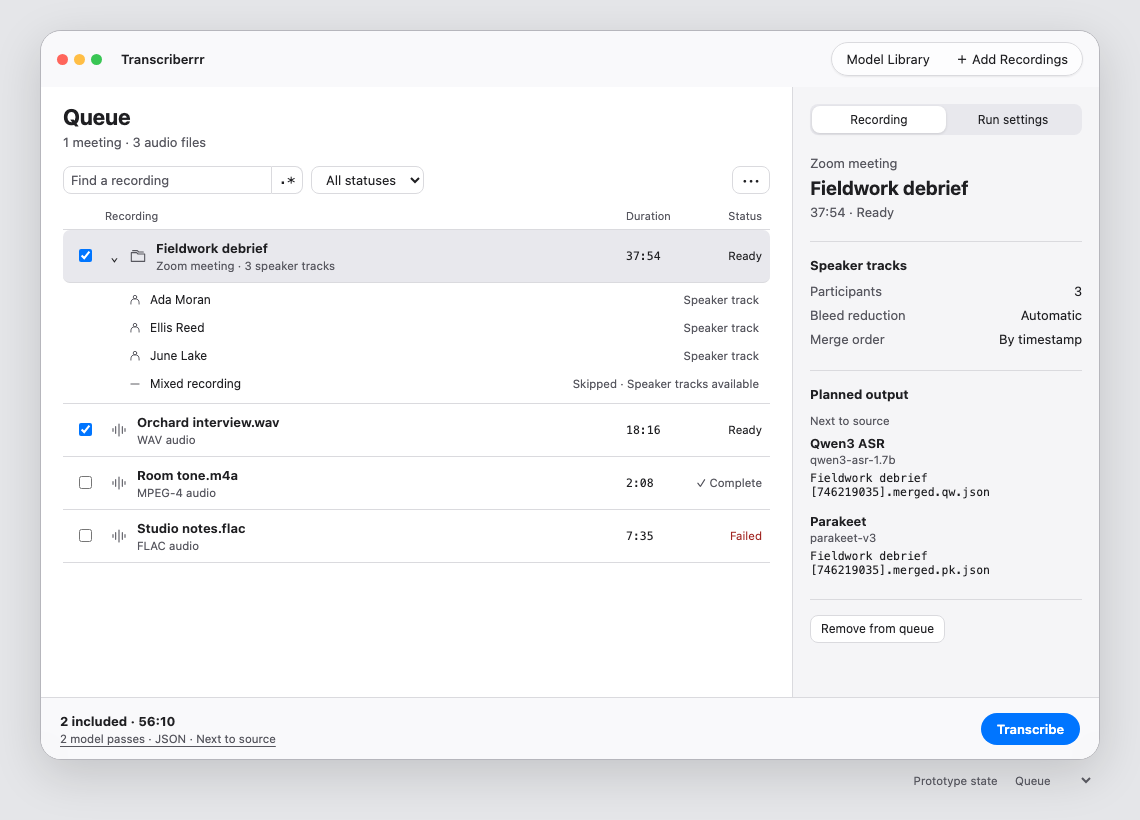 Transcriberrr
Model Library
+ Add Recordings
Queue
1 meeting · 3 audio files
Find a recording
.*
All statuses
···
Recording
Duration
Status
Fieldwork debrief
Zoom meeting · 3 speaker tracks
37:54
Ready
Ada Moran
Speaker track
Ellis Reed
Speaker track
June Lake
Speaker track
Mixed recording
Skipped · Speaker tracks available
Orchard interview.wav
WAV audio
18:16
Ready
Room tone.m4a
MPEG-4 audio
2:08
✓ Complete
Studio notes.flac
FLAC audio
7:35
Failed
Recording
Run settings
Zoom meeting
Fieldwork debrief
37:54 · Ready
Speaker tracks
Participants
3
Bleed reduction
Automatic
Merge order
By timestamp
Planned output
Next to source
Qwen3 ASR
qwen3-asr-1.7b
Fieldwork debrief
[746219035].merged.qw.json
Parakeet
parakeet-v3
Fieldwork debrief
[746219035].merged.pk.json
Remove from queue
2 included · 56:10
2 model passes · JSON · Next to source
Transcribe
Prototype state
Queue